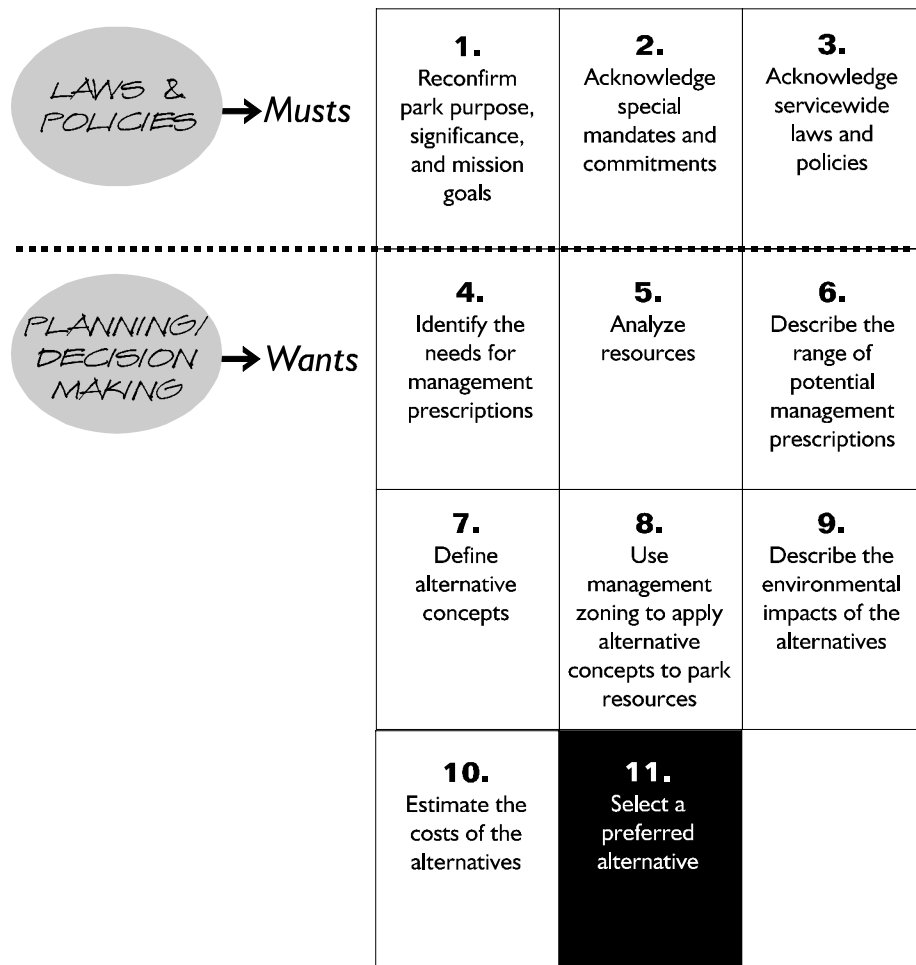 LAWS &
POLICIES
Musts
1.
Reconfirm
park purpose,
significance,
and mission
goals
2.
Acknowledge
special
mandates and
commitments
3.
Acknowledge
servicewide
laws and
policies
PLANNING/
DECISION
MAKING
Wants
4.
Identify the
needs for
management
prescriptions
5.
Analyze
resources
6.
Describe the
range of
potential
management
prescriptions
7.
Define
alternative
concepts
8.
Use
management
zoning to apply
alternative
concepts to park
resources
9.
Describe the
environmental
impacts of the
alternatives
10.
Estimate the
costs of the
alternatives
11.
Select a
preferred
alternative